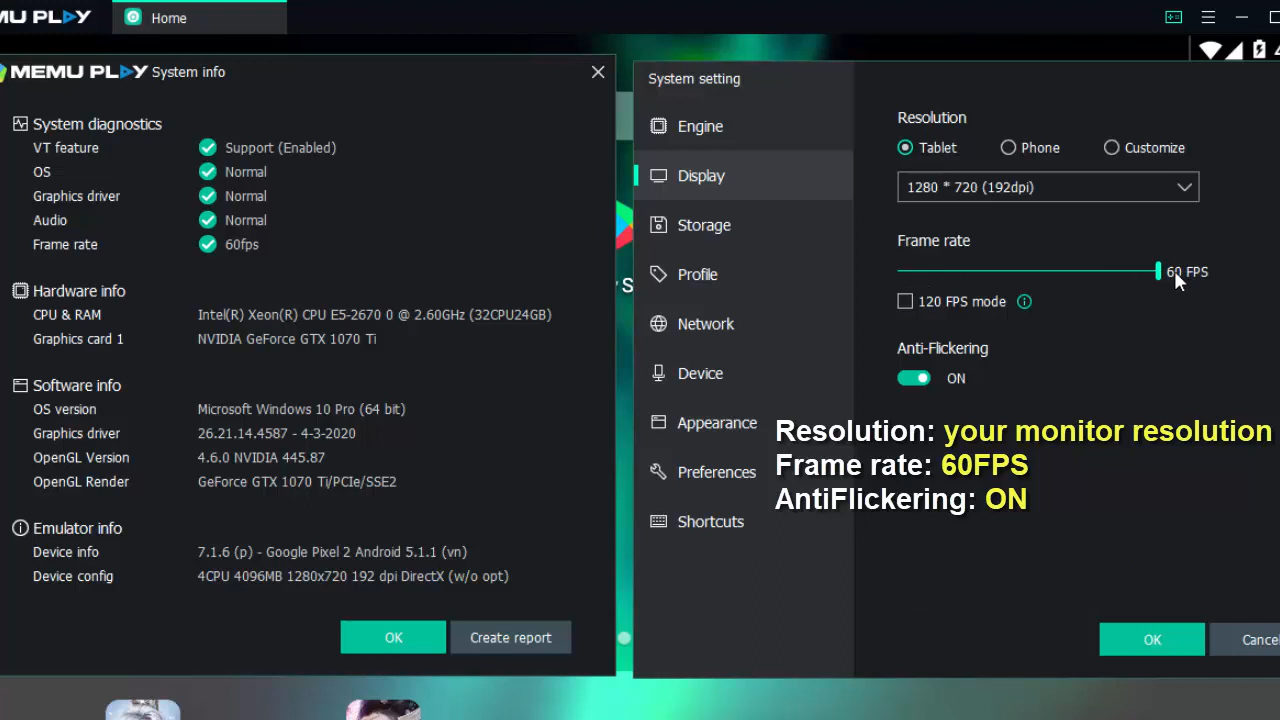 MU PLAY
Home
MEMU PLAY System info
System diagnostics
VT feature Support (Enabled)
OS Normal
Graphics driver Normal
Audio Normal
Frame rate 60fps
Hardware info
CPU & RAM Intel(R) Xeon(R) CPU E5-2670 0 @ 2.60GHz (32CPU24GB)
Graphics card 1 NVIDIA GeForce GTX 1070 Ti
Software info
OS version Microsoft Windows 10 Pro (64 bit)
Graphics driver 26.21.14.4587 - 4-3-2020
OpenGL Version 4.6.0 NVIDIA 445.87
OpenGL Render GeForce GTX 1070 Ti/PCIe/SSE2
Emulator info
Device info 7.1.6 (p) - Google Pixel 2 Android 5.1.1 (vn)
Device config 4CPU 4096MB 1280x720 192 dpi DirectX (w/o opt)
OK Create report
S
System setting
Engine
Display
Storage
Profile
Network
Device
Appearance
Preferences
Shortcuts
Resolution
Tablet Phone Customize
1280 * 720 (192dpi)
Frame rate
60 FPS
120 FPS mode
Anti-Flickering
ON
Resolution: your monitor resolution
Frame rate: 60FPS
AntiFlickering: ON
OK Cancel